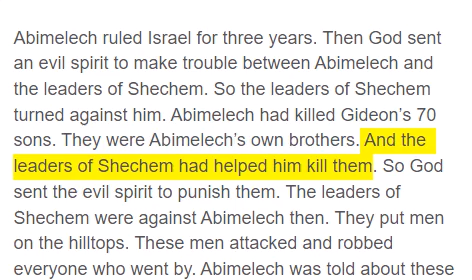 Abimelech ruled Israel for three years. Then God sent
an evil spirit to make trouble between Abimelech and
the leaders of Shechem. So the leaders of Shechem
turned against him. Abimelech had killed Gideon’s 70
sons. They were Abimelech’s own brothers. And the
leaders of Shechem had helped him kill them. So God
sent the evil spirit to punish them. The leaders of
Shechem were against Abimelech then. They put men
on the hilltops. These men attacked and robbed
everyone who went by. Abimelech was told about these